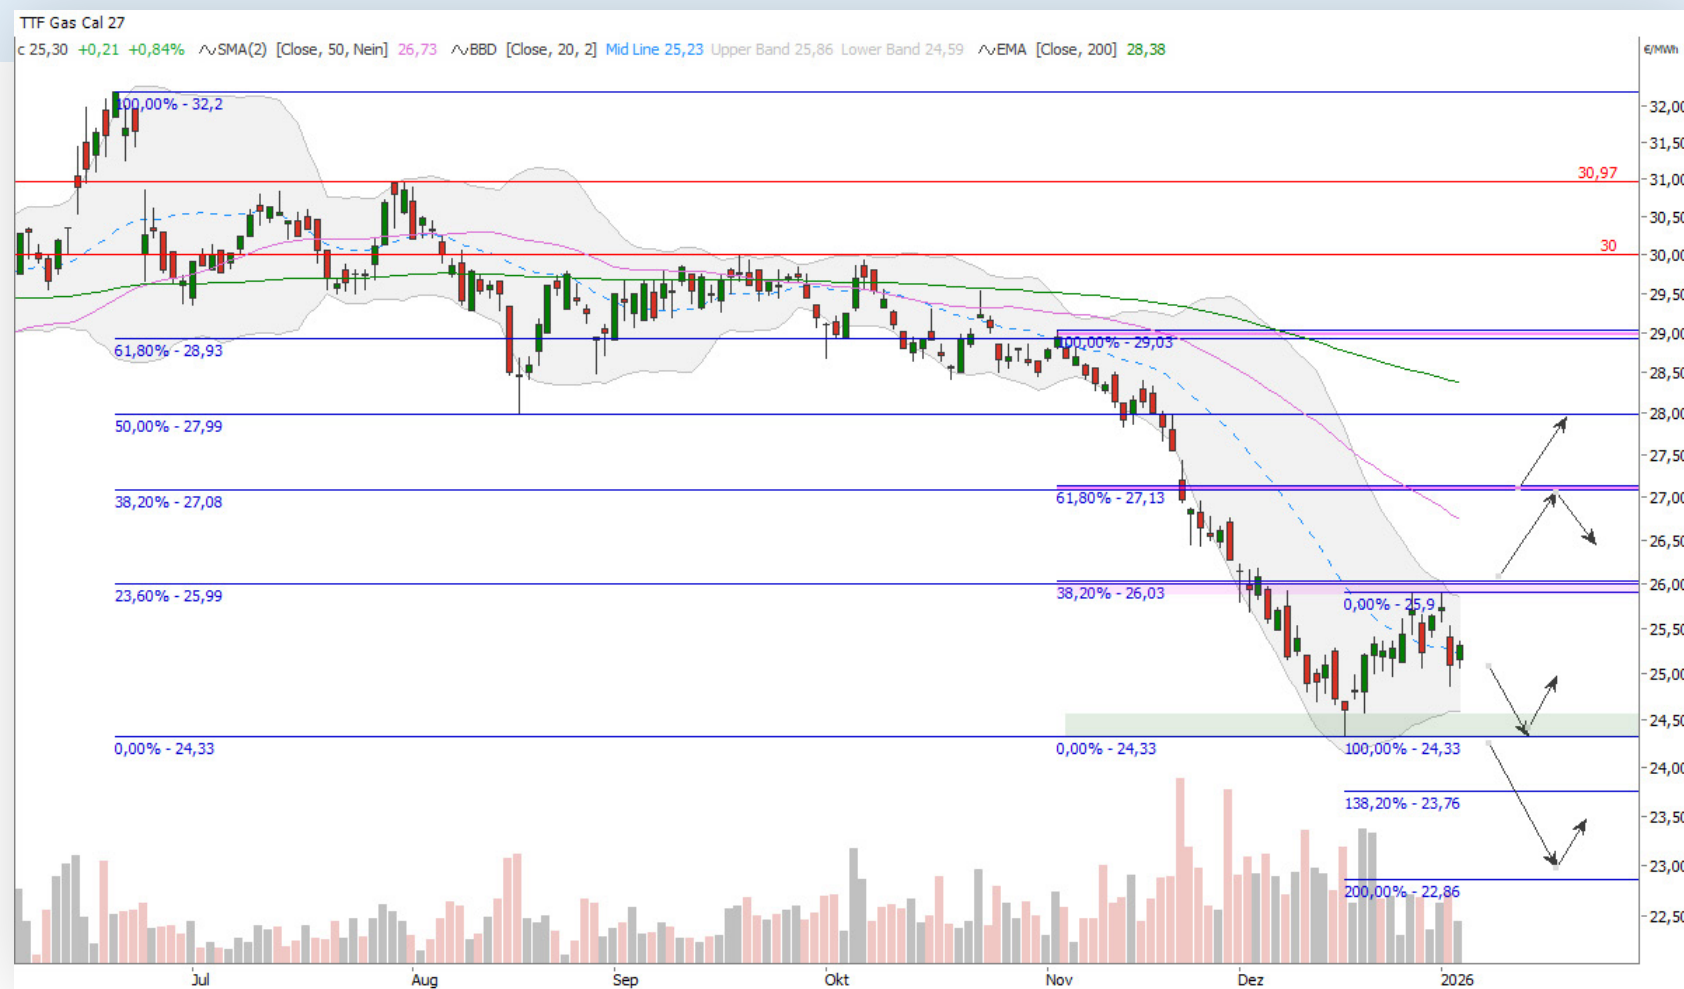 TTF Gas Cal 27
c 25,30 +0,21 +0,84% SMA(2) [Close, 50, Nein] 26,73 BBD [Close, 20, 2] Mid Line 25,23 Upper Band 25,86 Lower Band 24,59 EMA [Close, 200] 28,38
€/MWh
100,00% - 32,2
32,00
31,50
30,97
31,00
30,50
30
30,00
29,50
29,00
100,00% - 29,03
61,80% - 28,93
28,50
28,00
50,00% - 27,99
27,50
38,20% - 27,08
61,80% - 27,13
27,00
26,50
26,00
23,60% - 25,99
38,20% - 26,03
0,00% - 25,9
25,50
25,00
24,50
0,00% - 24,33
0,00% - 24,33
100,00% - 24,33
24,00
138,20% - 23,76
23,50
23,00
200,00% - 22,86
22,50
Jul
Aug
Sep
Okt
Nov
Dez
2026